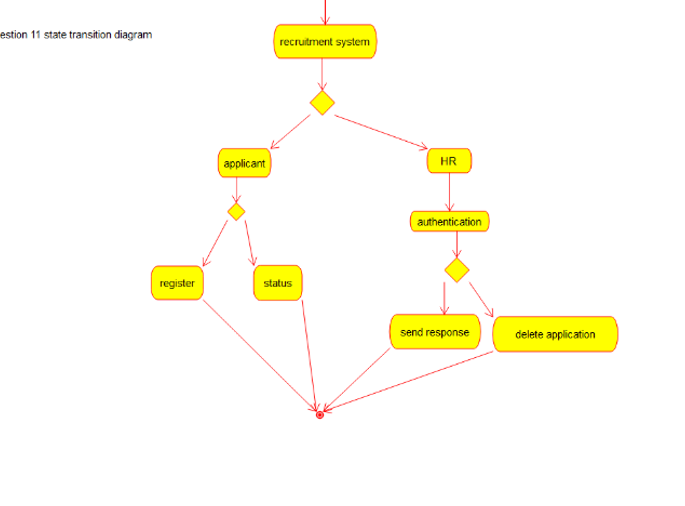 estion 11 state transition diagram
recruitment system
applicant
HR
authentication
register
status
send response
delete application